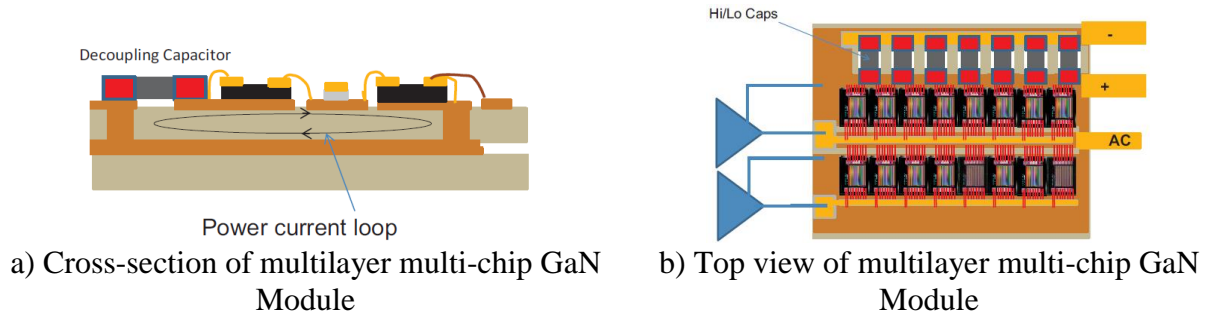 Decoupling Capacitor
Power current loop
a) Cross-section of multilayer multi-chip GaN
Module
Hi/Lo Caps
-
+
AC
b) Top view of multilayer multi-chip GaN
Module